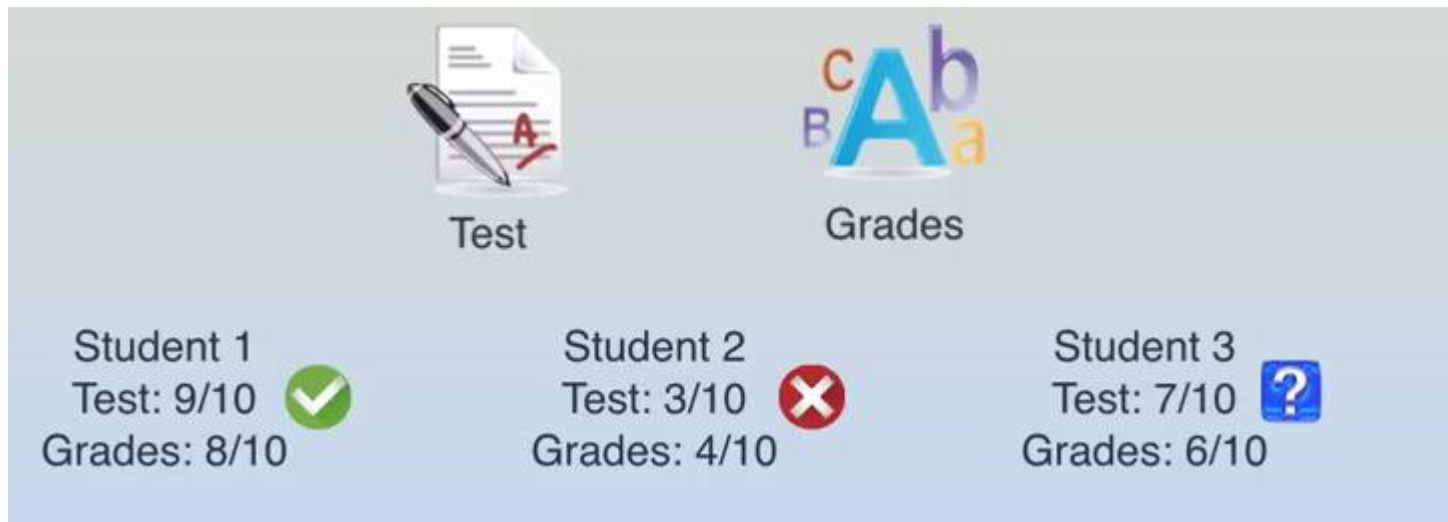 A
c A b
B a
Test
Grades
Student 1
Test: 9/10
Grades: 8/10
Student 2
Test: 3/10
Grades: 4/10
Student 3
Test: 7/10
?
Grades: 6/10